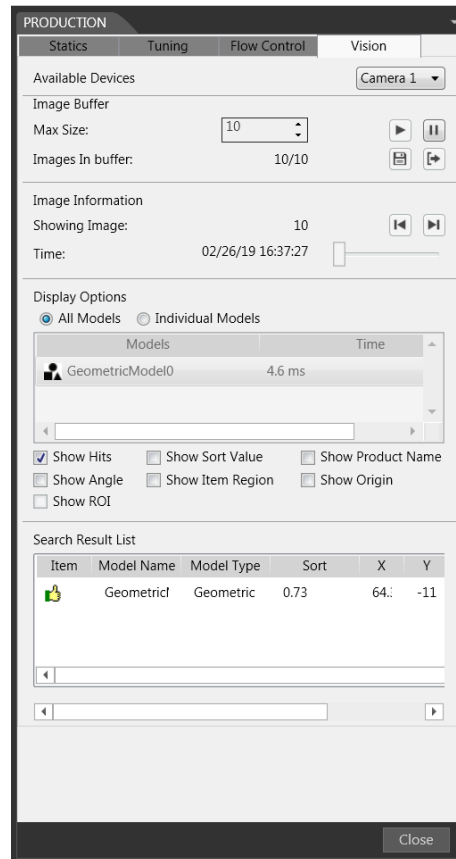 PRODUCTION
Statics Tuning Flow Control Vision
Available Devices Camera 1
Image Buffer
Max Size: 10
Images In buffer: 10/10
Image Information
Showing Image: 10
Time: 02/26/19 16:37:27
Display Options
All Models Individual Models
Models Time
GeometricModel0 4.6 ms
Show Hits Show Sort Value Show Product Name
Show Angle Show Item Region Show Origin
Show ROI
Search Result List
Item Model Name Model Type Sort X Y
Geometric Geometric 0.73 64. -11
Close